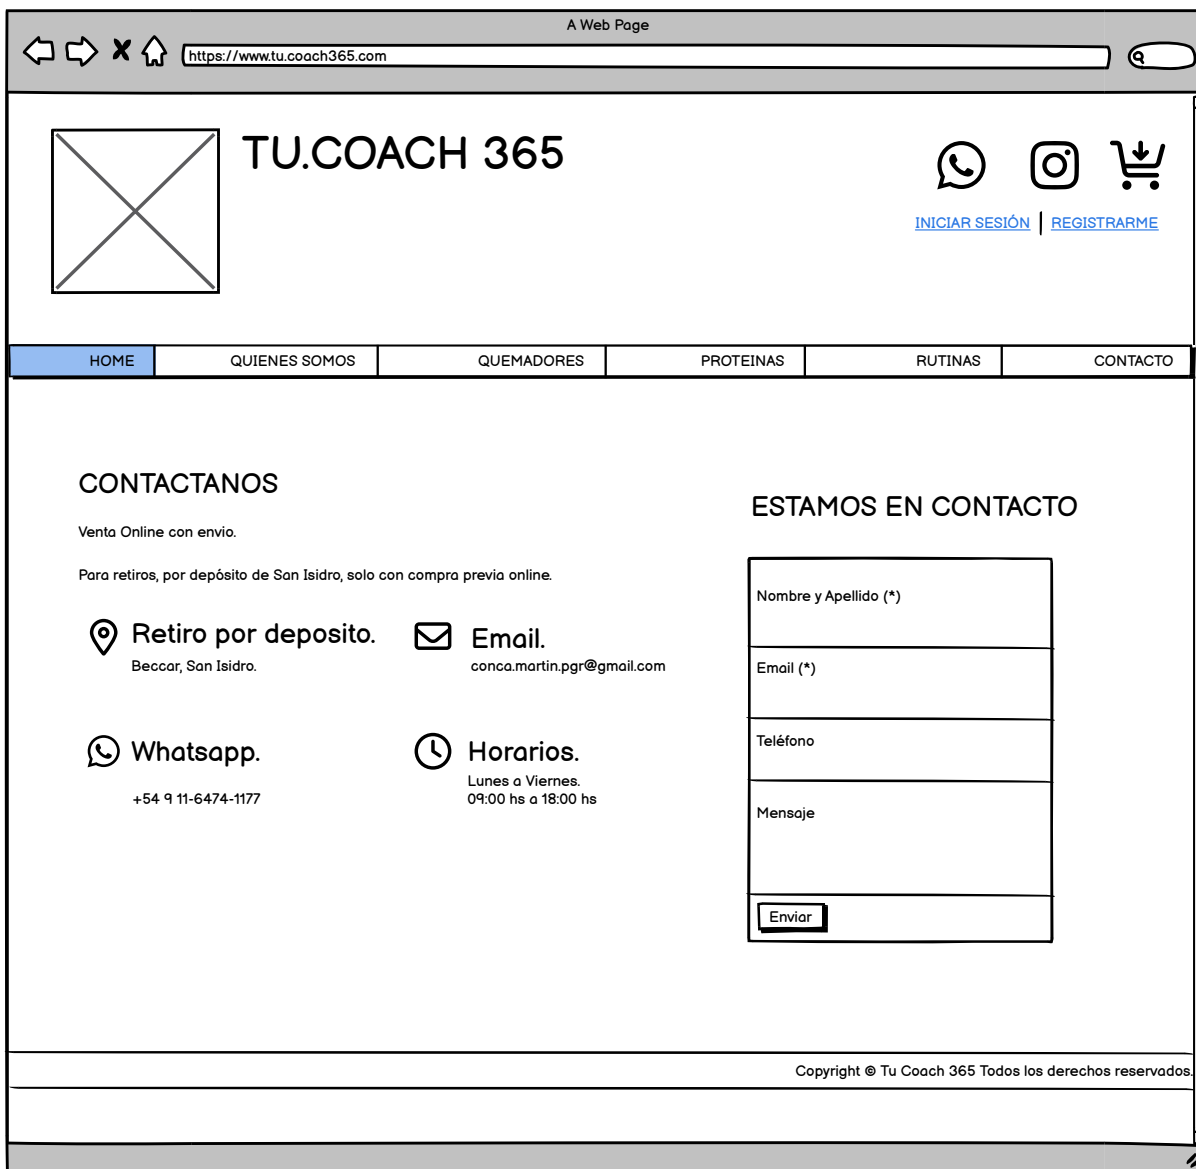 A Web Page
https://www.tu.coach365.com
TU.COACH 365
INICIAR SESIÓN | REGISTRARME
HOME QUIENES SOMOS QUEMADORES PROTEINAS RUTINAS CONTACTO
CONTACTANOS
Venta Online con envio.
Para retiros, por depósito de San Isidro, solo con compra previa online.
Retiro por deposito.
Beccar, San Isidro.
Email.
conca.martin.pgr@gmail.com
Whatsapp.
+54 9 11-6474-1177
Horarios.
Lunes a Viernes.
09:00 hs a 18:00 hs
ESTAMOS EN CONTACTO
Nombre y Apellido (*)
Email (*)
Teléfono
Mensaje
Enviar
Copyright © Tu Coach 365 Todos los derechos reservados.